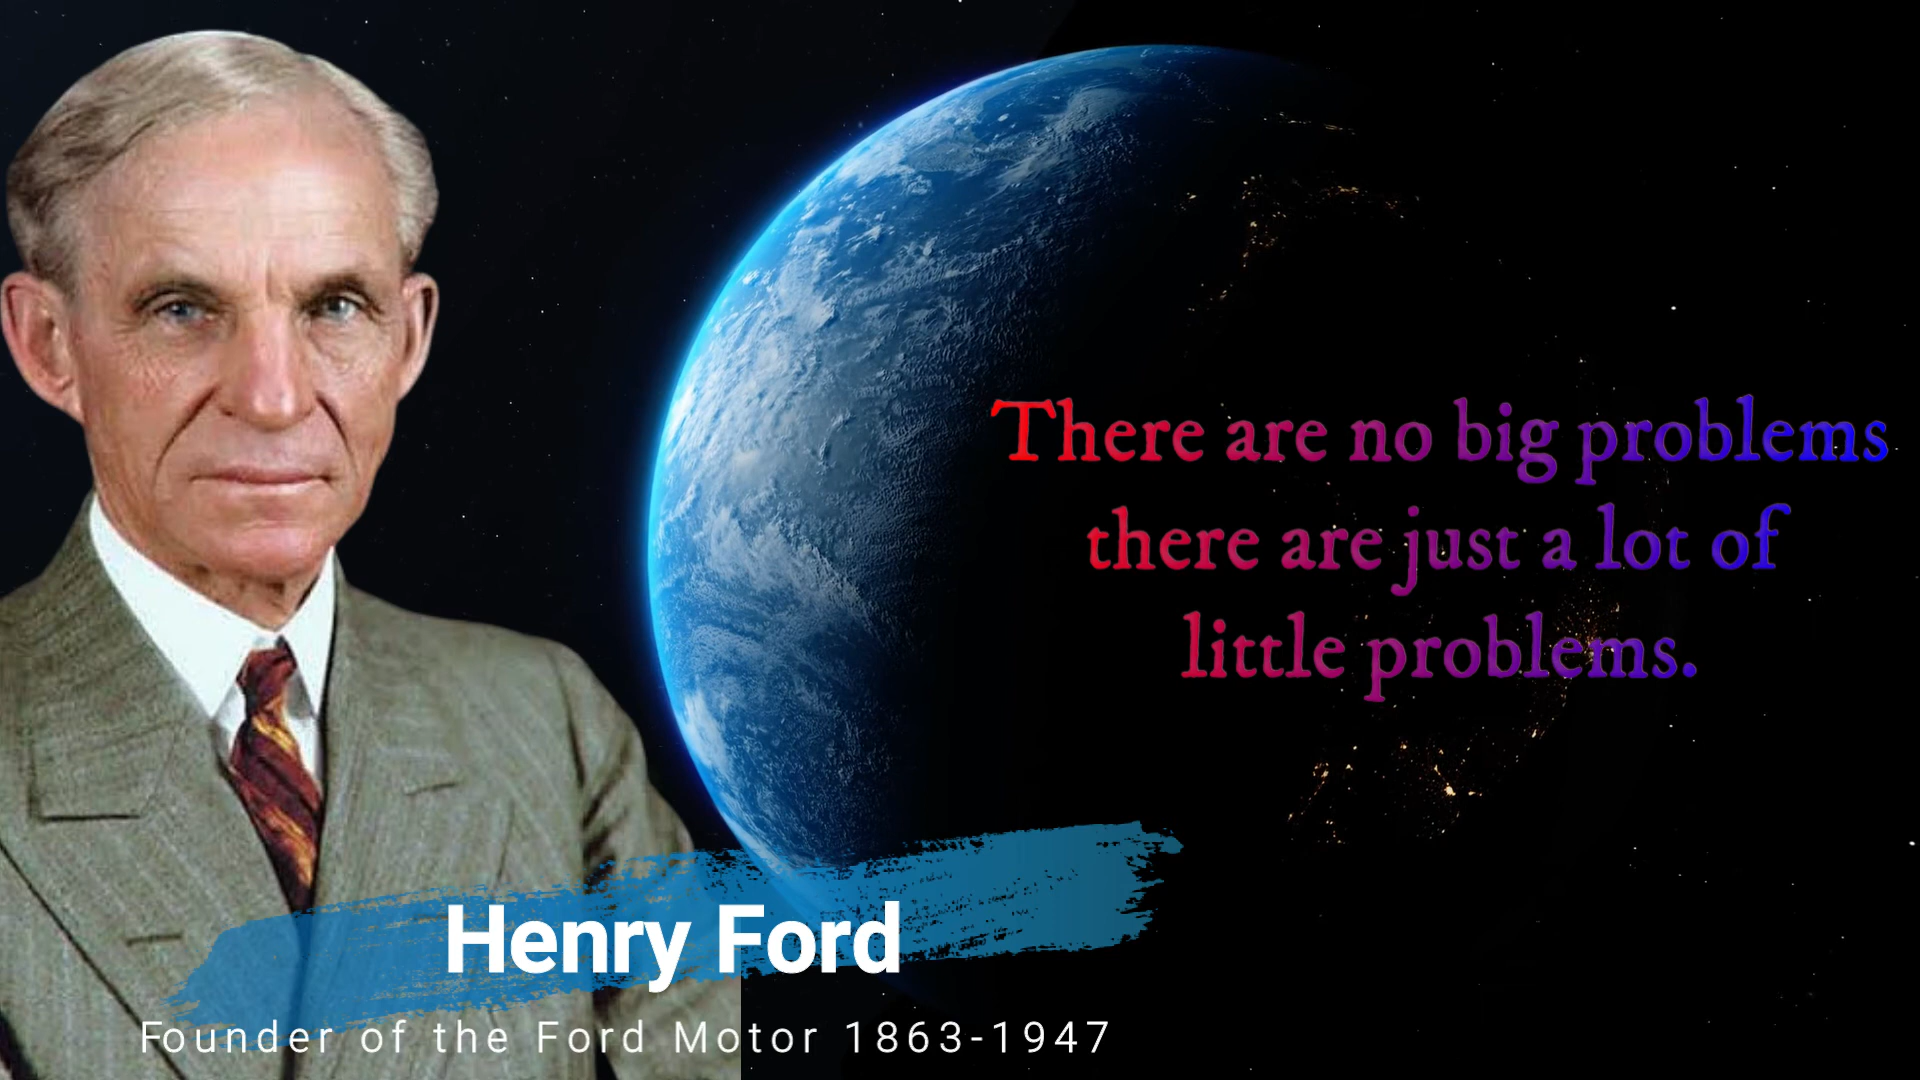 There are no big problems
there are just a lot of
little problems.
Henry Ford
Founder of the Ford Motor 1863-1947